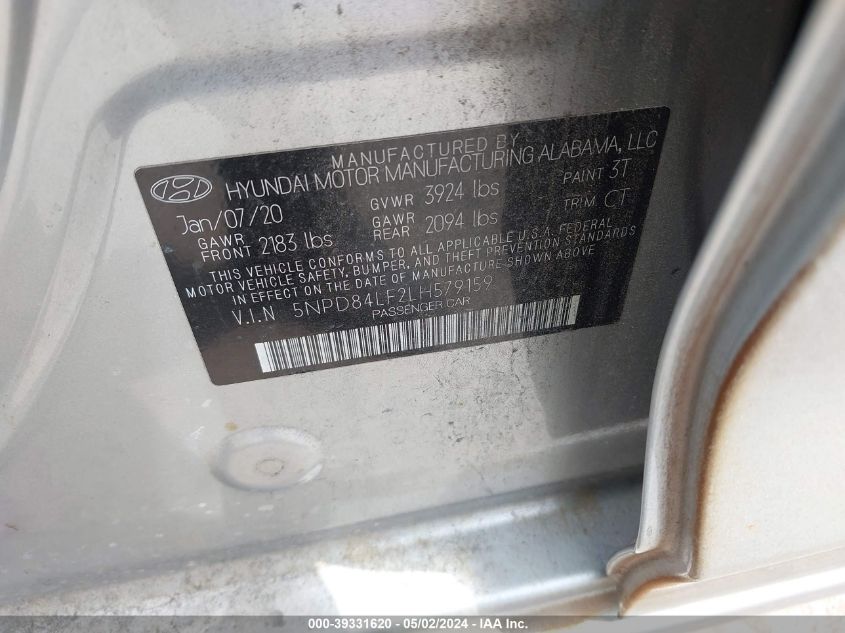 MANUFACTURED BY
HYUNDAI MOTOR MANUFACTURING ALABAMA, LLC
Jan/07/20 GVWR 3924 lbs PAINT 3T
GAWR FRONT 2183 lbs GAWR REAR 2094 lbs TRIM CT
THIS VEHICLE CONFORMS TO ALL APPLICABLE U.S.A. FEDERAL
MOTOR VEHICLE SAFETY, BUMPER, AND THEFT PREVENTION STANDARDS
IN EFFECT ON THE DATE OF MANUFACTURE SHOWN ABOVE
V.I.N 5NPD84LF2LH579159
PASSENGER CAR
000-39331620 - 05/02/2024 - IAA Inc.